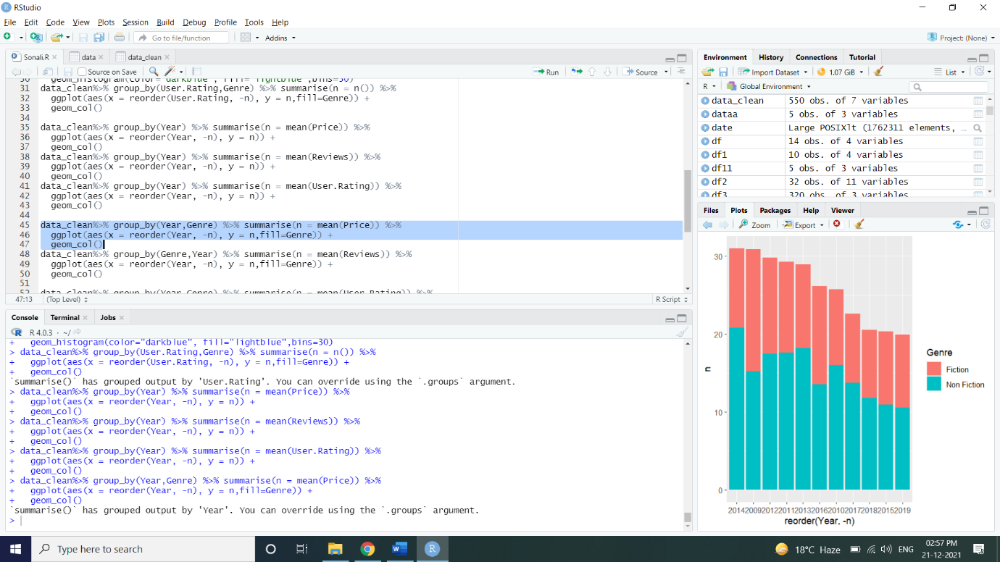 RStudio
File Edit Code View Plots Session Build Debug Profile Tools Help
Go to file/function Addins Project: (None)
Sonali.R data data_clean
Source on Save Run Source
30 geom_histogram(color="darkblue", fill="lightblue",bins=30)
31 data_clean%>% group_by(User.Rating,Genre) %>% summarise(n = n()) %>%
32 ggplot(aes(x = reorder(User.Rating, -n), y = n,fill=Genre)) +
33 geom_col()
34
35 data_clean%>% group_by(Year) %>% summarise(n = mean(Price)) %>%
36 ggplot(aes(x = reorder(Year, -n), y = n)) +
37 geom_col()
38 data_clean%>% group_by(Year) %>% summarise(n = mean(Reviews)) %>%
39 ggplot(aes(x = reorder(Year, -n), y = n)) +
40 geom_col()
41 data_clean%>% group_by(Year) %>% summarise(n = mean(User.Rating)) %>%
42 ggplot(aes(x = reorder(Year, -n), y = n)) +
43 geom_col()
44
45 data_clean%>% group_by(Year,Genre) %>% summarise(n = mean(Price)) %>%
46 ggplot(aes(x = reorder(Year, -n), y = n,fill=Genre)) +
47 geom_col()
48 data_clean%>% group_by(Genre,Year) %>% summarise(n = mean(Reviews)) %>%
49 ggplot(aes(x = reorder(Year, -n), y = n,fill=Genre)) +
50 geom_col()
51
52 data_clean%>% group_by(Year,Genre) %>% summarise(n = mean(User.Rating)) %>%
47:13 (Top Level) R Script
Console Terminal Jobs
R 4.0.3 · ~/
+ geom_histogram(color="darkblue", fill="lightblue",bins=30)
> data_clean%>% group_by(User.Rating,Genre) %>% summarise(n = n()) %>%
+ ggplot(aes(x = reorder(User.Rating, -n), y = n,fill=Genre)) +
+ geom_col()
`summarise()` has grouped output by 'User.Rating'. You can override using the `.groups` argument.
> data_clean%>% group_by(Year) %>% summarise(n = mean(Price)) %>%
+ ggplot(aes(x = reorder(Year, -n), y = n)) +
+ geom_col()
> data_clean%>% group_by(Year) %>% summarise(n = mean(Reviews)) %>%
+ ggplot(aes(x = reorder(Year, -n), y = n)) +
+ geom_col()
> data_clean%>% group_by(Year) %>% summarise(n = mean(User.Rating)) %>%
+ ggplot(aes(x = reorder(Year, -n), y = n)) +
+ geom_col()
> data_clean%>% group_by(Year,Genre) %>% summarise(n = mean(Price)) %>%
+ ggplot(aes(x = reorder(Year, -n), y = n,fill=Genre)) +
+ geom_col()
`summarise()` has grouped output by 'Year'. You can override using the `.groups` argument.
>
Environment History Connections Tutorial
Import Dataset 1.07 GiB List
R Global Environment
data_clean 550 obs. of 7 variables
dataa 5 obs. of 3 variables
date Large POSIXlt (1762311 elements, ...
df 14 obs. of 4 variables
df1 10 obs. of 4 variables
df11 5 obs. of 3 variables
df2 32 obs. of 11 variables
df3 320 obs. of 3 variables
Files Plots Packages Help Viewer
Zoom Export
30
20
10
0
n
2014 2009 2012 2011 2013 2016 2010 2017 2018 2015 2019
reorder(Year, -n)
Genre
Fiction
Non Fiction
Type here to search
18°C Haze ENG
02:57 PM
21-12-2021